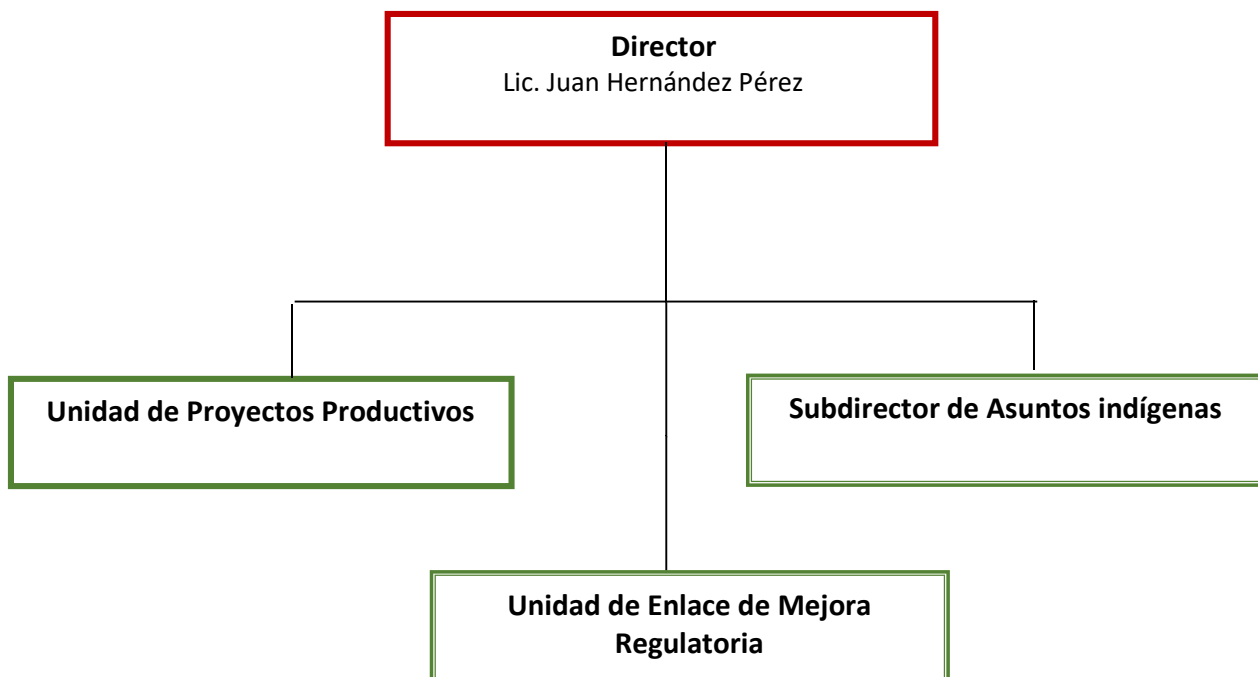 Director
Lic. Juan Hernández Pérez
Unidad de Proyectos Productivos
Subdirector de Asuntos indígenas
Unidad de Enlace de Mejora
Regulatoria